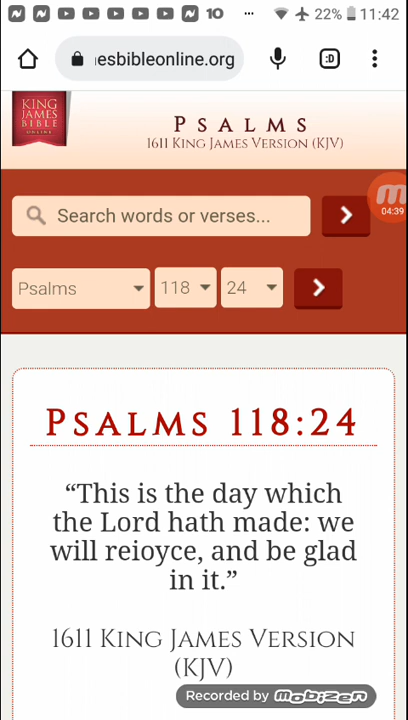 10 ... 22% 11:42
:D
esbibleonline.org
KING
JAMES
BIBLE
ONLINE
PSALMS
1611 KING JAMES VERSION (KJV)
Search words or verses...
04:39
Psalms 118 24
PSALMS 118:24
“This is the day which
the Lord hath made: we
will reioyce, and be glad
in it.”
1611 KING JAMES VERSION
(KJV)
Recorded by mobizen